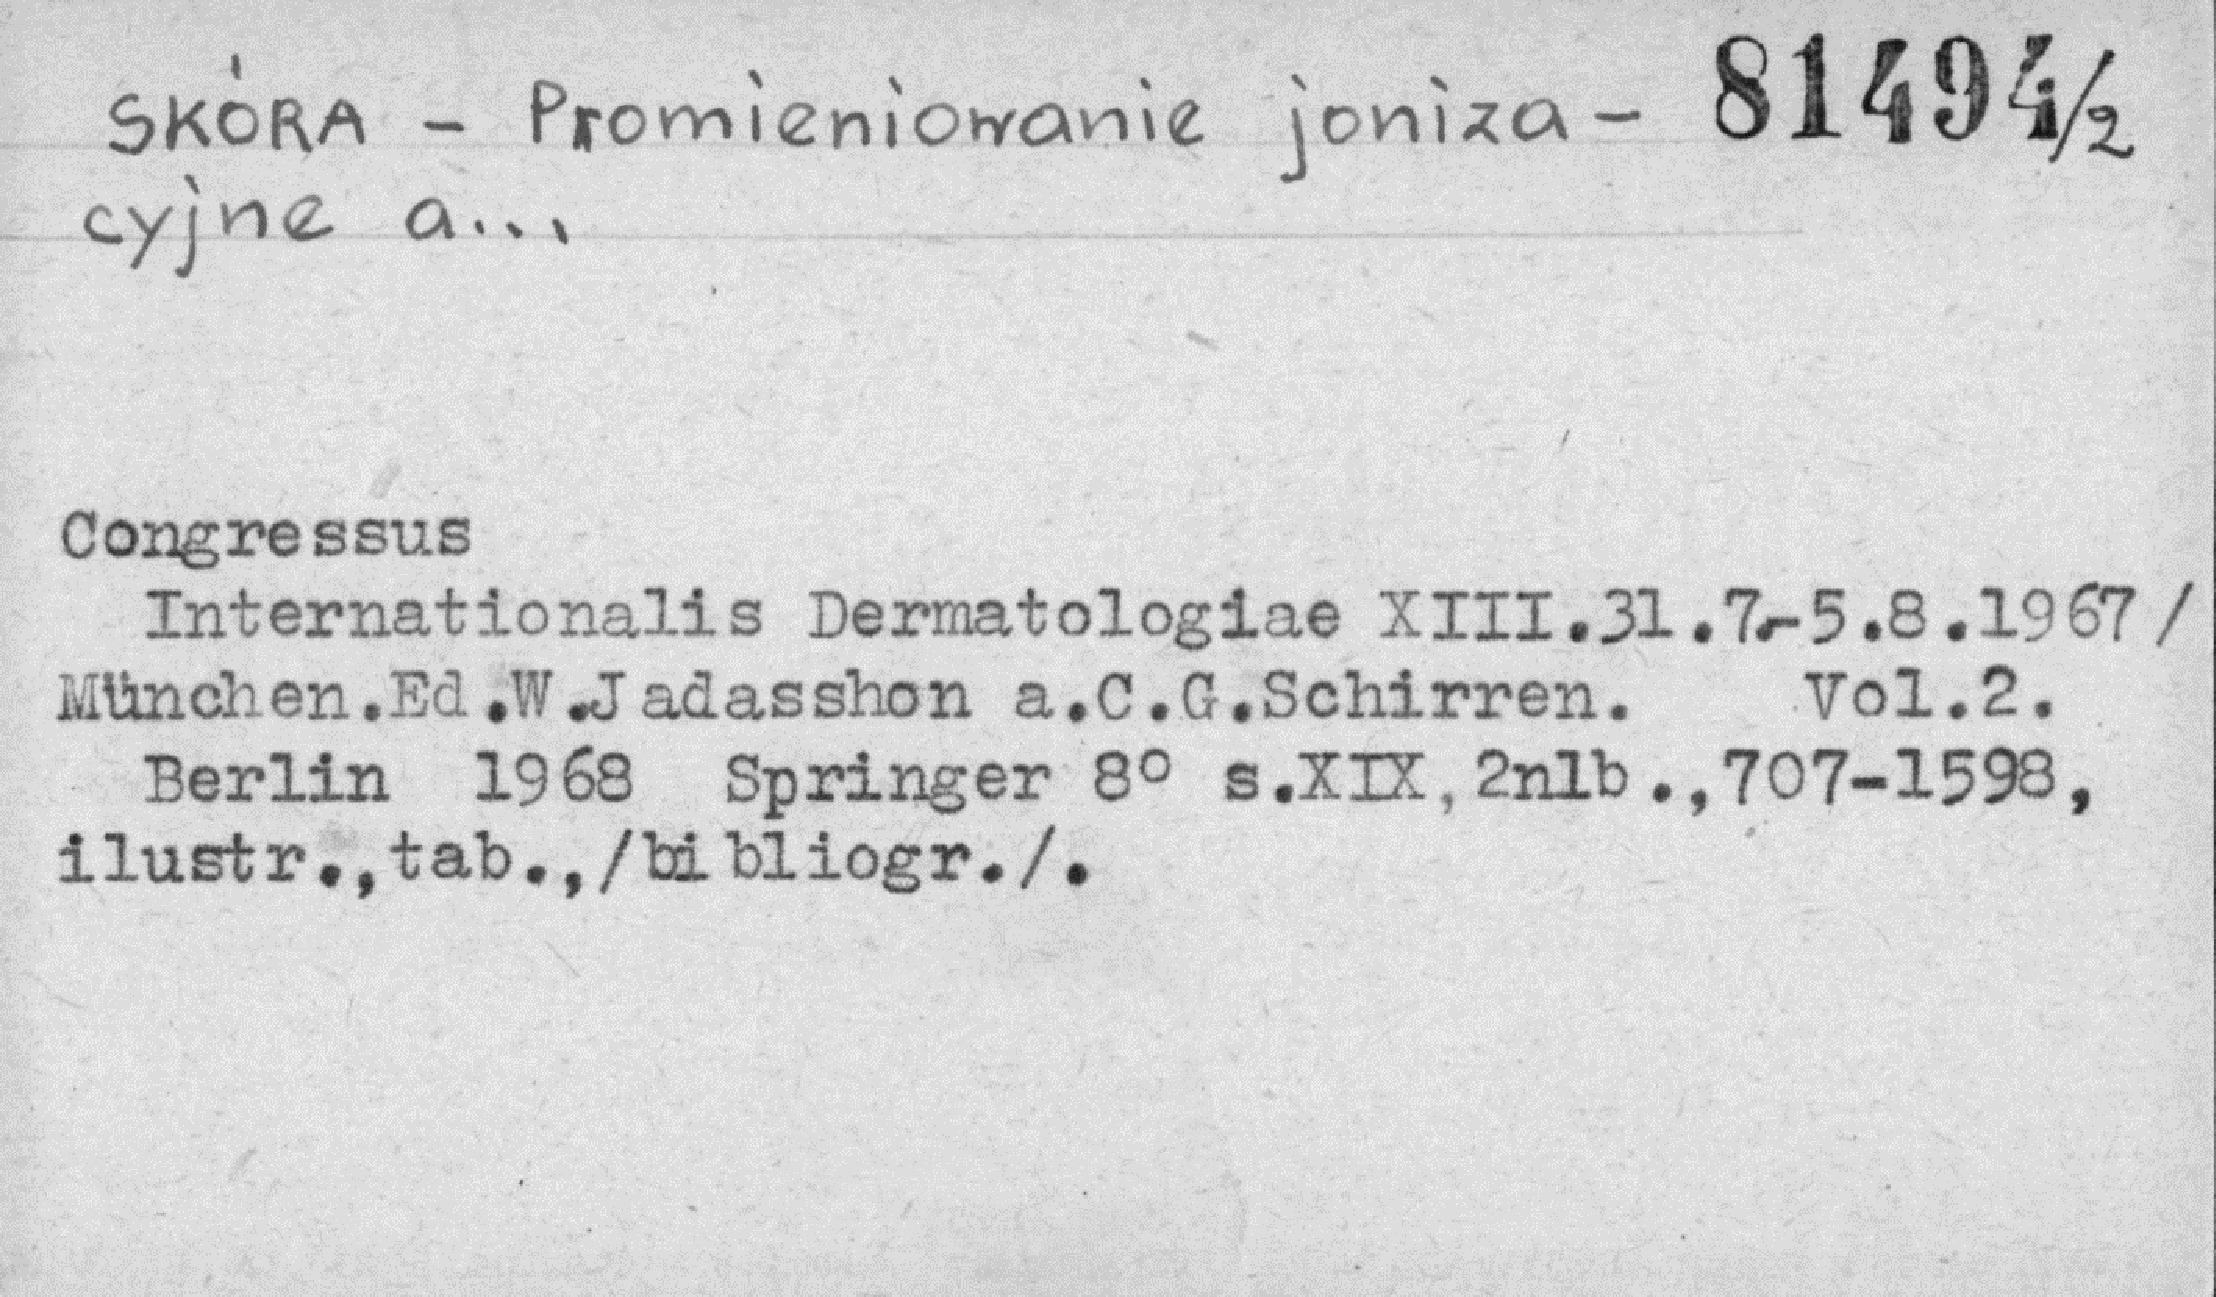 SKÓRA - Promieniowanie joniza- 81494/2
cyjne a...
Congressus
Internationalis Dermatologiae XIII.31.7.-5.8.1967/
München.Ed.W.Jadasshon a.C.G.Schirren. Vol.2.
Berlin 1968 Springer 8° s.XIX,2nlb.,707-1598,
ilustr.,tab.,/bibliogr./.